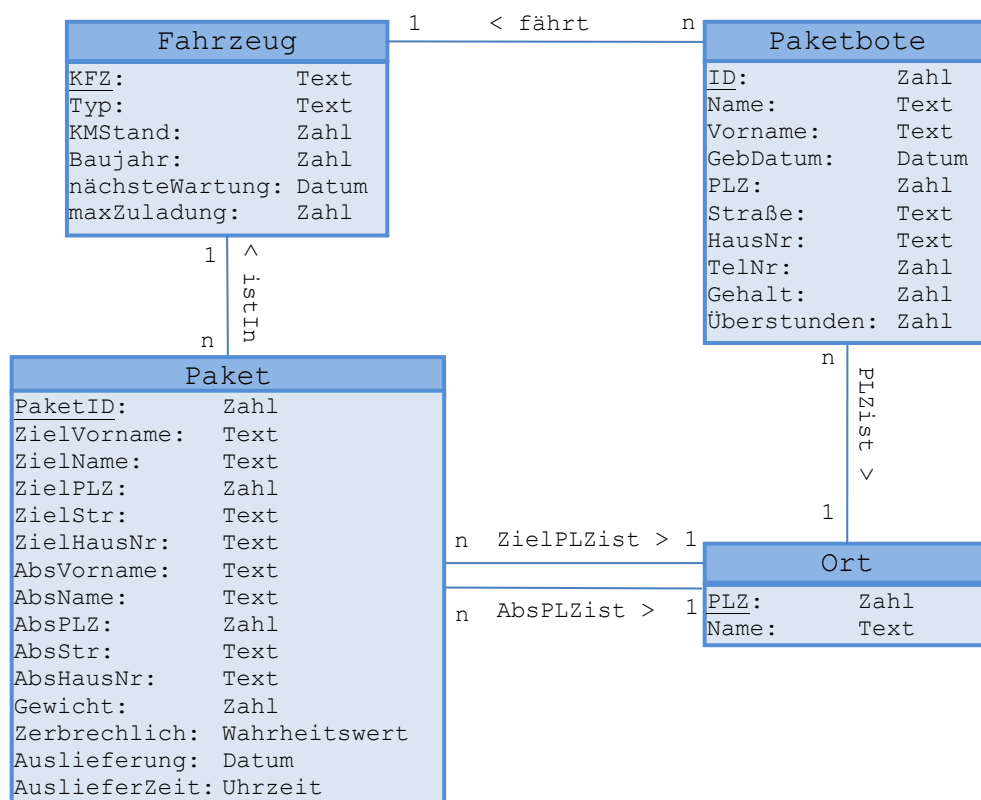 1 < fährt n
Fahrzeug
KFZ: Text
Typ: Text
KMStand: Zahl
Baujahr: Zahl
nächsteWartung: Datum
maxZuladung: Zahl
Paketbote
ID: Zahl
Name: Text
Vorname: Text
GebDatum: Datum
PLZ: Zahl
Straße: Text
HausNr: Text
TelNr: Zahl
Gehalt: Zahl
Überstunden: Zahl
1
< istIn
n
n
PLZist >
1
Paket
PaketID: Zahl
ZielVorname: Text
ZielName: Text
ZielPLZ: Zahl
ZielStr: Text
ZielHausNr: Text
AbsVorname: Text
AbsName: Text
AbsPLZ: Zahl
AbsStr: Text
AbsHausNr: Text
Gewicht: Zahl
Zerbrechlich: Wahrheitswert
Auslieferung: Datum
AuslieferZeit: Uhrzeit
n ZielPLZist > 1
n AbsPLZist > 1
Ort
PLZ: Zahl
Name: Text